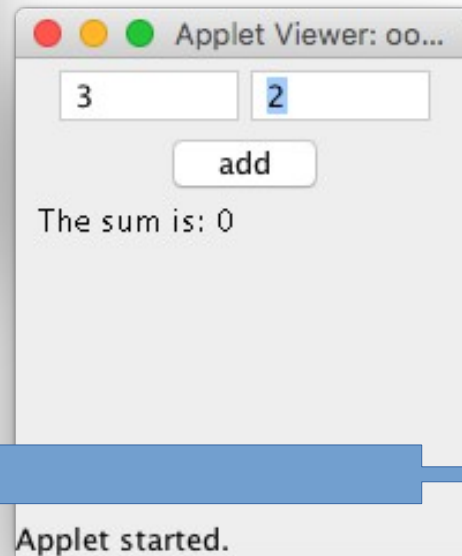 Applet Viewer: oo...
3 2
add
The sum is: 0
Applet started.